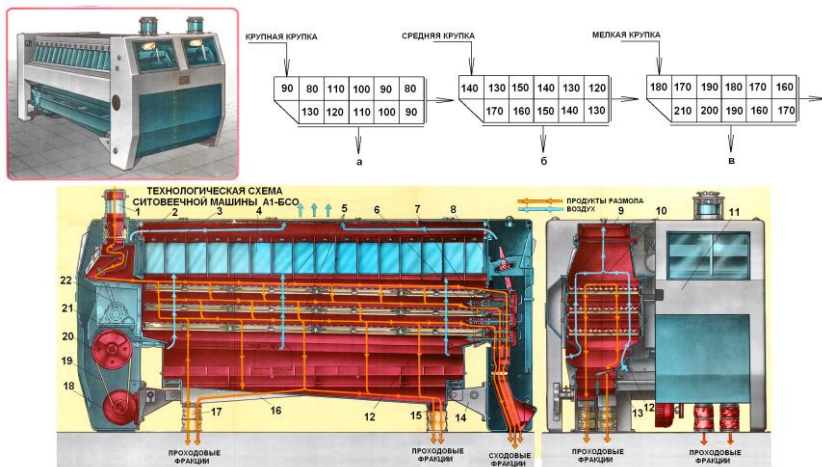 КРУПНАЯ КРУПКА
90 80 110 100 90 80
130 120 110 100 90
а
СРЕДНЯЯ КРУПКА
140 130 150 140 130 120
170 160 150 140 130
б
МЕЛКАЯ КРУПКА
180 170 190 180 170 160
210 200 190 160 170
в
ТЕХНОЛОГИЧЕСКАЯ СХЕМА
СИТОВЕЕЧНОЙ МАШИНЫ А1-БСО
ПРОДУКТЫ РАЗМОЛА
ВОЗДУХ
1 2 3 4 5 6 7 8 9 10 11
22
21
20
19
18
17 16 12 15 14 13 12
ПРОХОДОВЫЕ
ФРАКЦИИ
ПРОХОДОВЫЕ
ФРАКЦИИ
СХОДОВЫЕ
ФРАКЦИИ
ПРОХОДОВЫЕ
ФРАКЦИИ